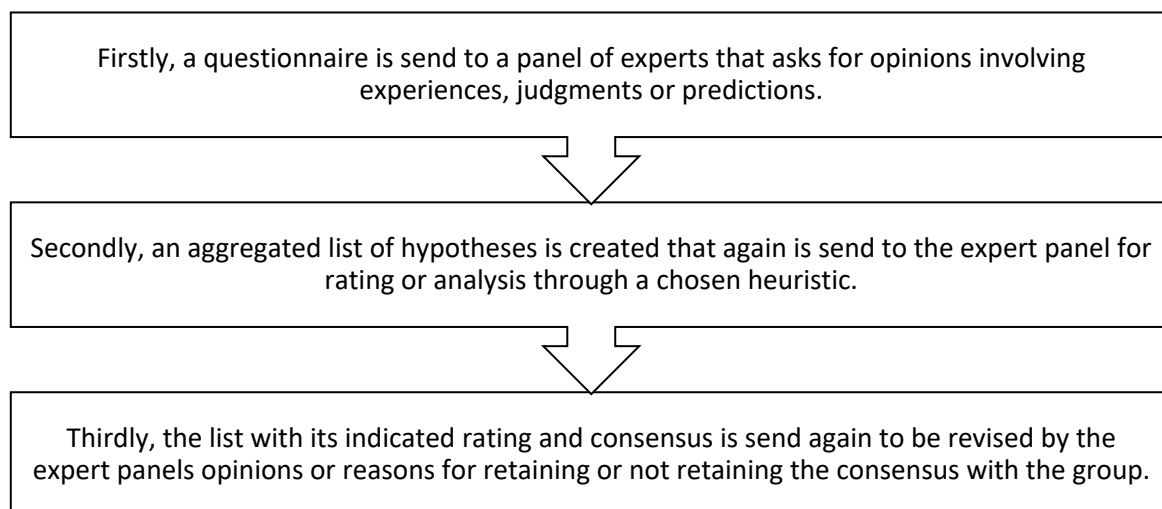 Firstly, a questionnaire is send to a panel of experts that asks for opinions involving
experiences, judgments or predictions.
Secondly, an aggregated list of hypotheses is created that again is send to the expert panel for
rating or analysis through a chosen heuristic.
Thirdly, the list with its indicated rating and consensus is send again to be revised by the
expert panels opinions or reasons for retaining or not retaining the consensus with the group.